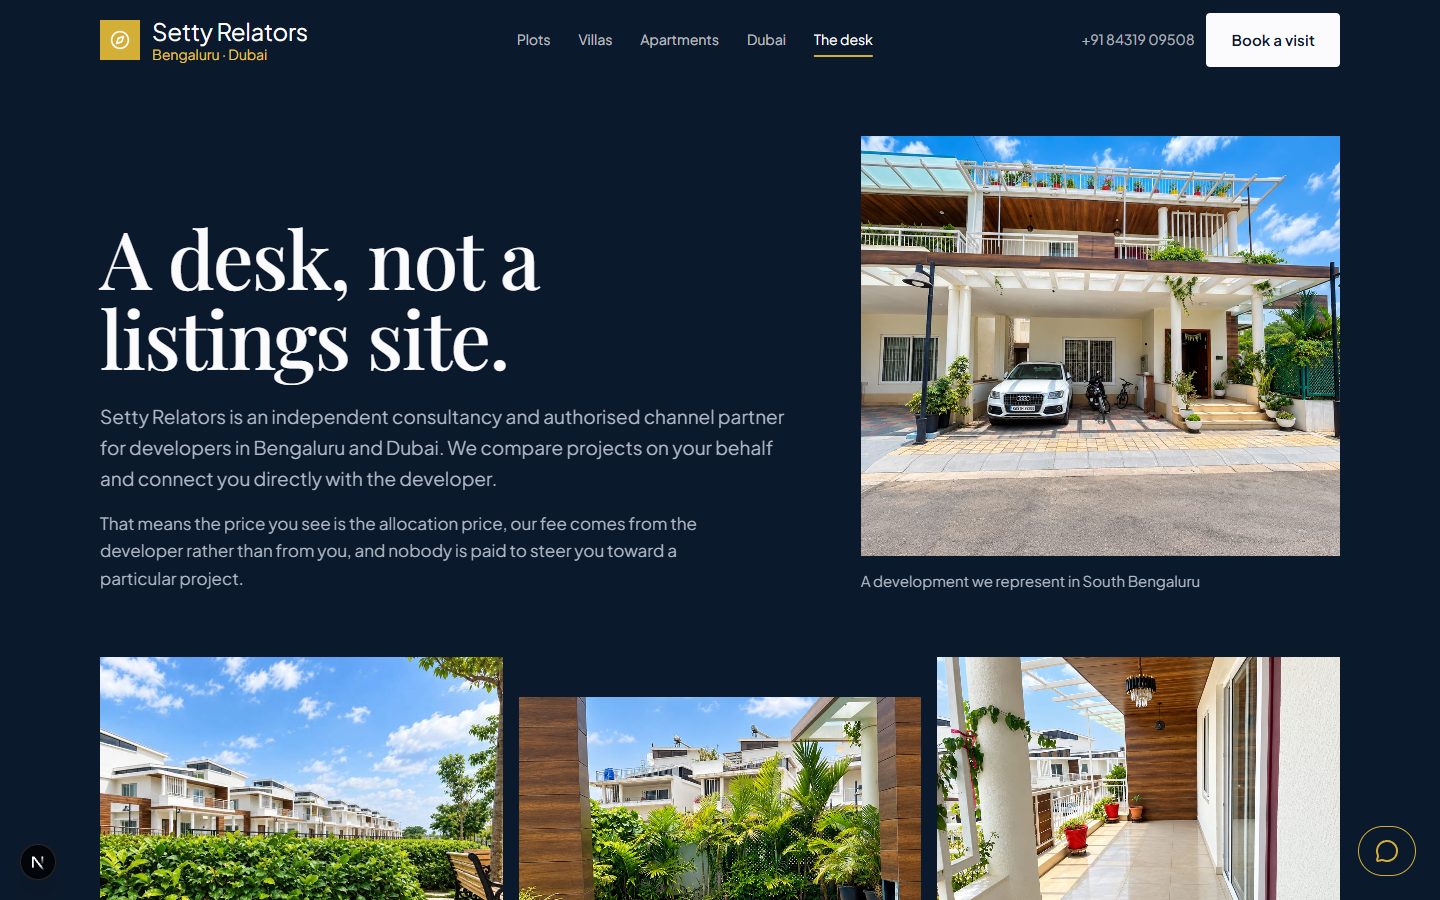 Setty Relators
Bengaluru · Dubai
Plots
Villas
Apartments
Dubai
The desk
+91 84319 09508
Book a visit
A desk, not a
listings site.
Setty Relators is an independent consultancy and authorised channel partner
for developers in Bengaluru and Dubai. We compare projects on your behalf
and connect you directly with the developer.
That means the price you see is the allocation price, our fee comes from the
developer rather than from you, and nobody is paid to steer you toward a
particular project.
A development we represent in South Bengaluru
N